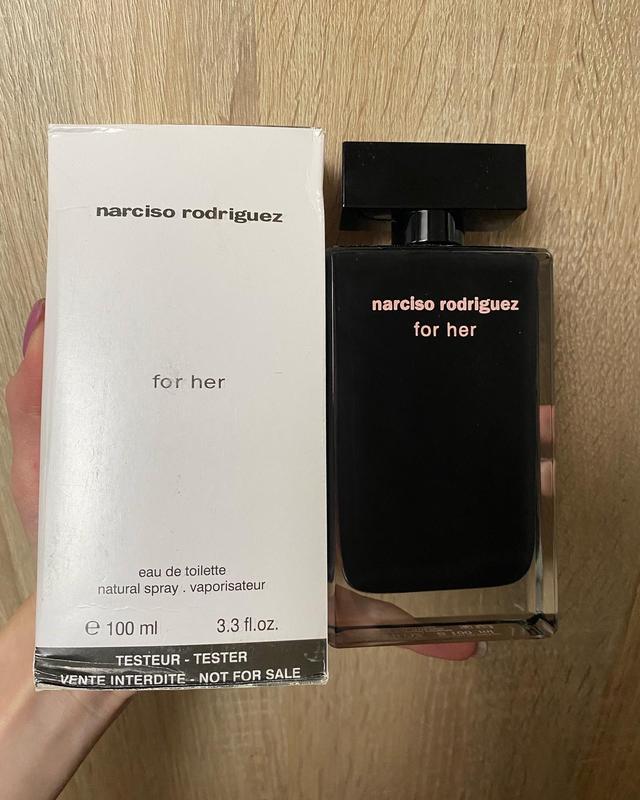 narciso rodriguez
for her
eau de toilette
natural spray . vaporisateur
℮ 100 ml 3.3 fl.oz.
TESTEUR - TESTER
VENTE INTERDITE - NOT FOR SALE
narciso rodriguez
for her